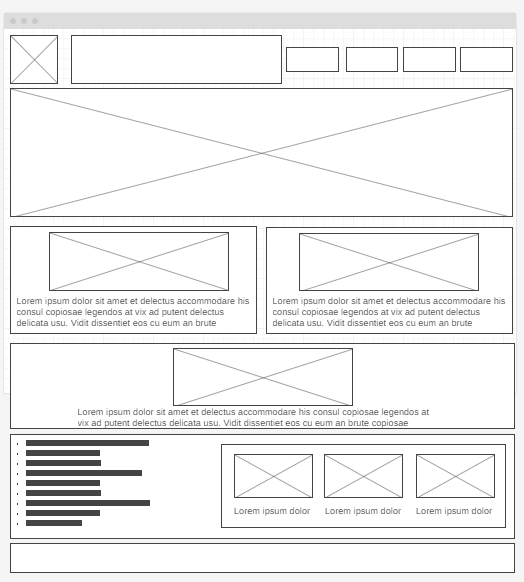 Lorem ipsum dolor sit amet et delectus accommodare his
consul copiosae legendos at vix ad putent delectus
delicata usu. Vidit dissentiet eos cu eum an brute
Lorem ipsum dolor sit amet et delectus accommodare his
consul copiosae legendos at vix ad putent delectus
delicata usu. Vidit dissentiet eos cu eum an brute
Lorem ipsum dolor sit amet et delectus accommodare his consul copiosae legendos at
vix ad putent delectus delicata usu. Vidit dissentiet eos cu eum an brute copiosae
Lorem ipsum dolor
Lorem ipsum dolor
Lorem ipsum dolor